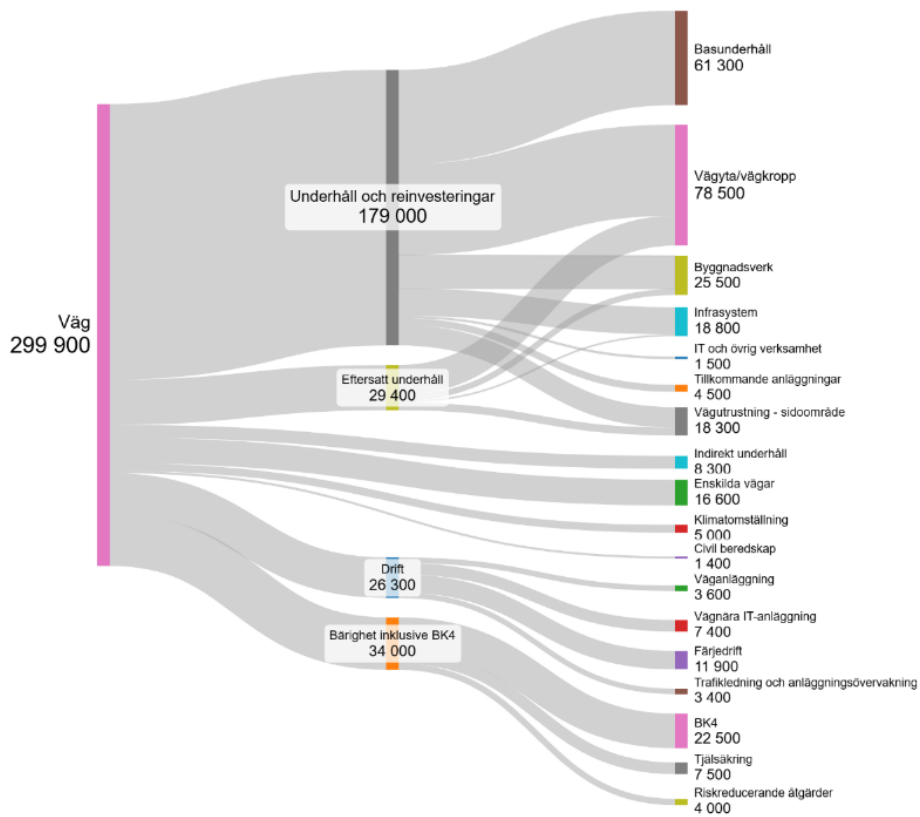 Väg
299 900
Underhåll och reinvesteringar
179 000
Eftersatt underhåll
29 400
Drift
26 300
Bärighet inklusive BK4
34 000
Basunderhåll
61 300
Vägyta/vägkropp
78 500
Byggnadsverk
25 500
Infrasystem
18 800
IT och övrig verksamhet
1 500
Tillkommande anläggningar
4 500
Vägutrustning - sidoområde
18 300
Indirekt underhåll
8 300
Enskilda vägar
16 600
Klimatomställning
5 000
Civil beredskap
1 400
Väganläggning
3 600
Vägnära IT-anläggning
7 400
Färjedrift
11 900
Trafikledning och anläggningsövervakning
3 400
BK4
22 500
Tjälsäkring
7 500
Riskreducerande åtgärder
4 000